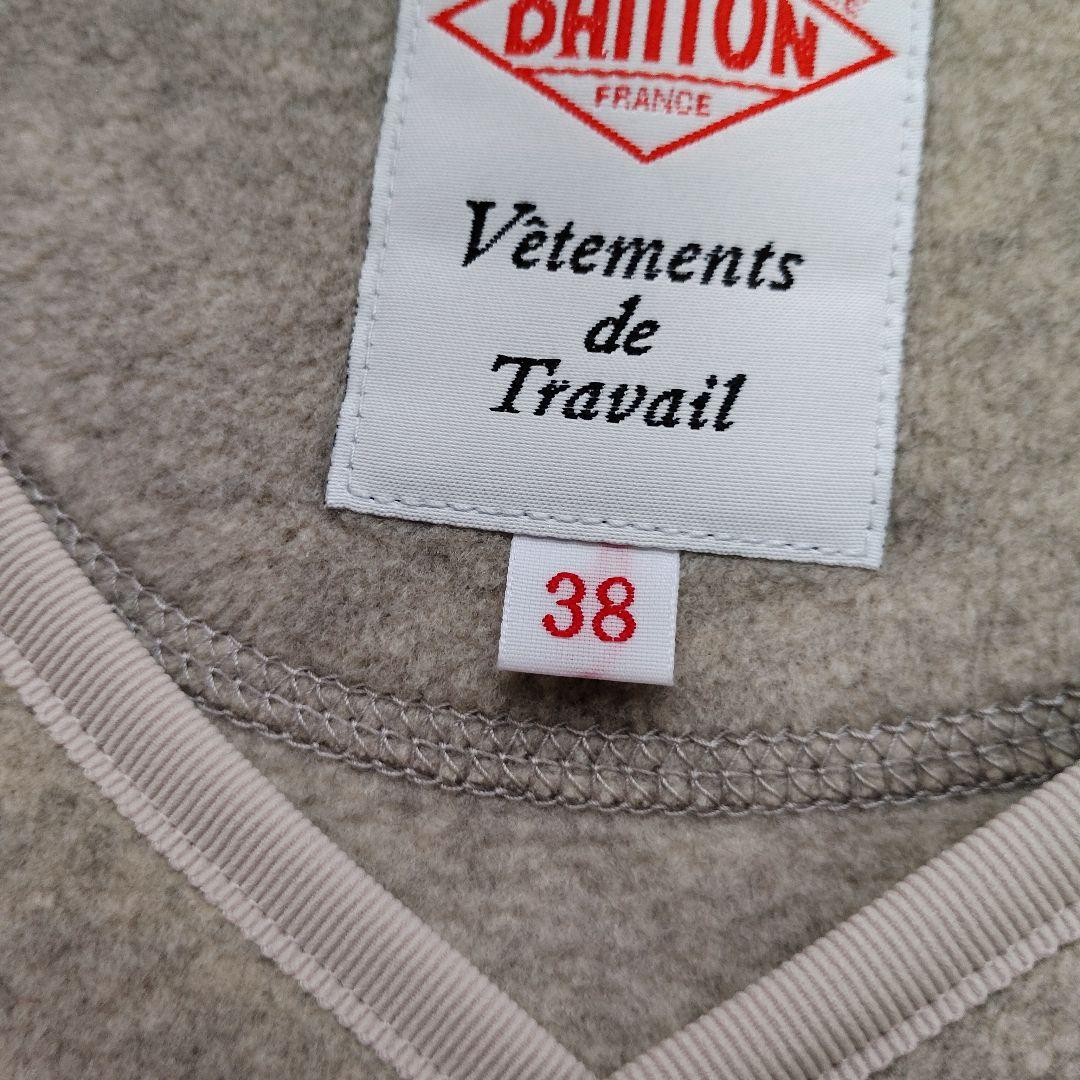 DANTON
FRANCE
Vêtements
de
Travail
38